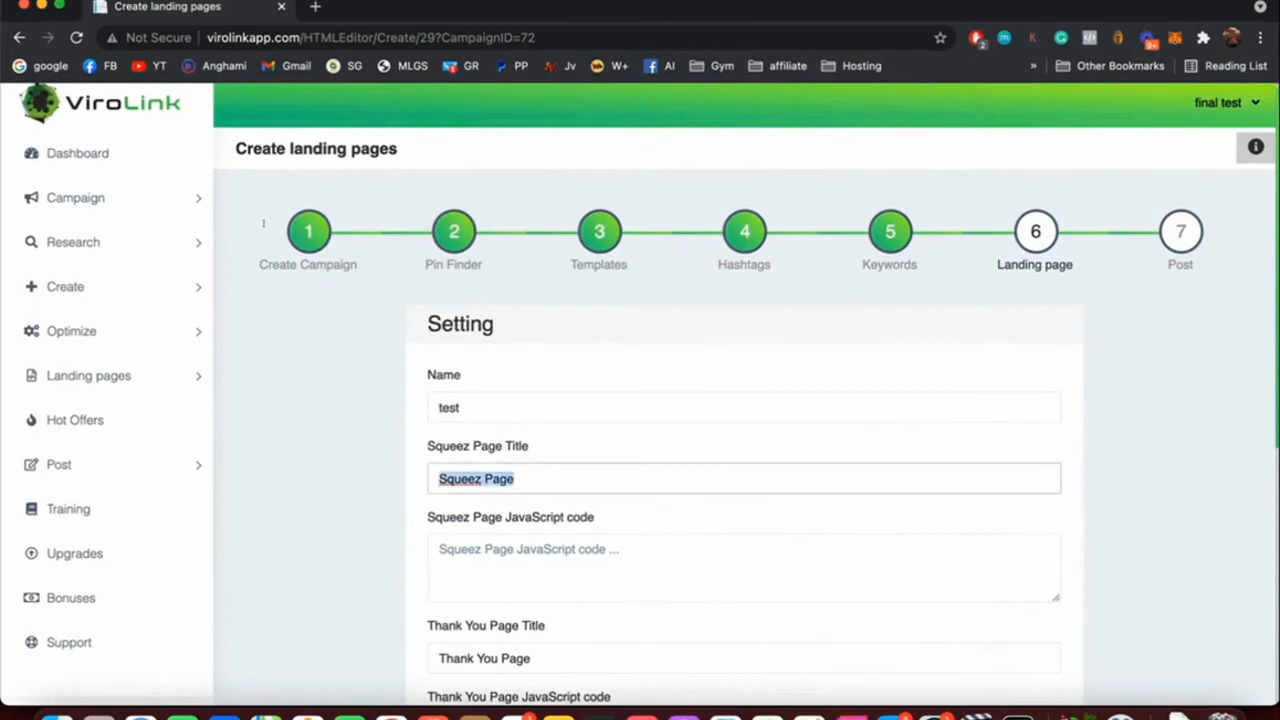 Create landing pages
Not Secure virolinkapp.com/HTMLEditor/Create/29?CampaignID=72
2
9+
google FB YT Anghami Gmail SG MLGS GR PP Jv W+ AI Gym affiliate Hosting » Other Bookmarks Reading List
ViroLink
final test
Create landing pages
Dashboard
Campaign
Research
Create
Optimize
Landing pages
Hot Offers
Post
Training
Upgrades
Bonuses
Support
1 2 3 4 5 6 7
Create Campaign Pin Finder Templates Hashtags Keywords Landing page Post
Setting
Name
test
Squeez Page Title
Squeez Page
Squeez Page JavaScript code
Squeez Page JavaScript code ...
Thank You Page Title
Thank You Page
Thank You Page JavaScript code